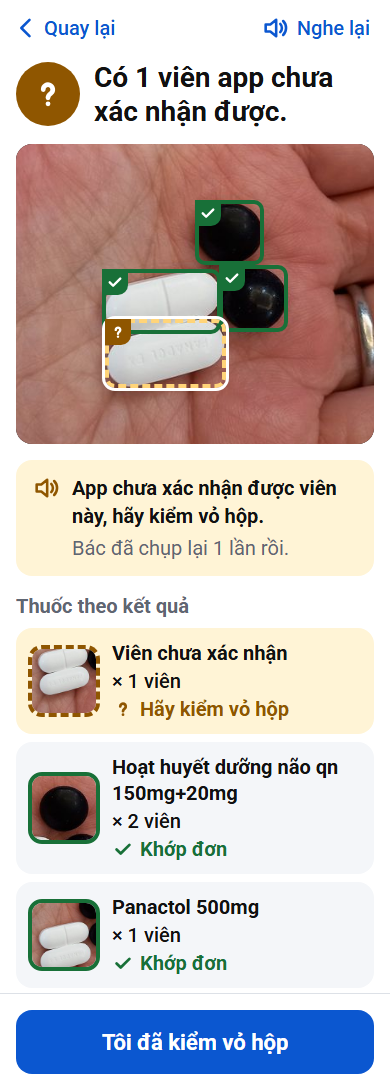 Quay lại
Nghe lại
?
Có 1 viên app chưa
xác nhận được.
?
App chưa xác nhận được viên
này, hãy kiểm vỏ hộp.
Bác đã chụp lại 1 lần rồi.
Thuốc theo kết quả
Viên chưa xác nhận
× 1 viên
? Hãy kiểm vỏ hộp
Hoạt huyết dưỡng não qn
150mg+20mg
× 2 viên
Khớp đơn
Panactol 500mg
× 1 viên
Khớp đơn
Tôi đã kiểm vỏ hộp